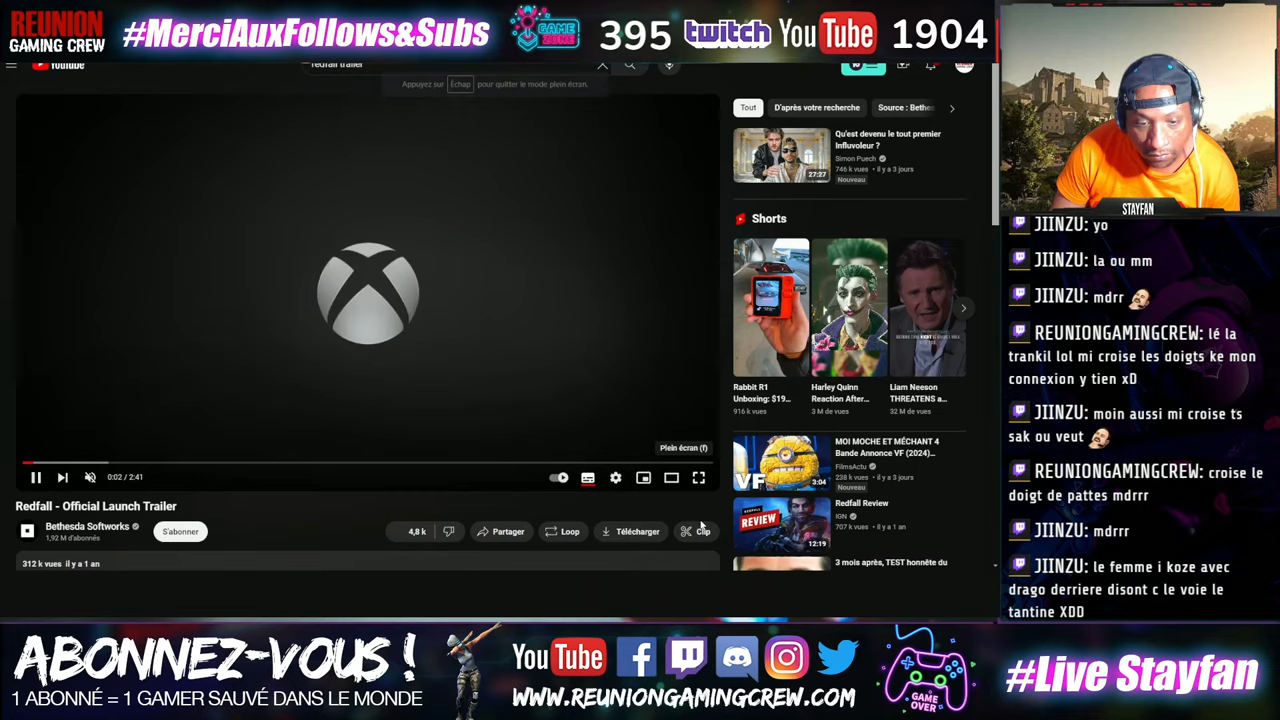 REUNION
GAMING CREW
#MerciAuxFollows&Subs
GAME
395
twitch
YouTube
1904
YouTube
redfall trailer
Appuyez sur Échap pour quitter le mode plein écran.
Tout
D'après votre recherche
Source : Bethes
Qu'est devenu le tout premier
Influvoleur ?
Simon Puech
746 k vues • il y a 3 jours
Nouveau
27:27
Shorts
Rabbit R1
Unboxing: $19...
916 k vues
Harley Quinn
Reaction After...
3 M de vues
Liam Neeson
THREATENS a...
32 M de vues
MOI MOCHE ET MÉCHANT 4
Bande Annonce VF (2024)...
FilmsActu
238 k vues • il y a 3 jours
Nouveau
VF
3:04
Redfall Review
IGN
707 k vues • il y a 1 an
REVIEW
12:19
3 mois après, TEST honnête du
Plein écran (f)
0:02 / 2:41
Redfall - Official Launch Trailer
Bethesda Softworks
1,92 M d'abonnés
S'abonner
4,8 k
Partager
Loop
Télécharger
Clip
312 k vues il y a 1 an
STAYFAN
JIINZU: yo
JIINZU: la ou mm
JIINZU: mdrr
REUNIONGAMINGCREW: lé la
trankil lol mi croise les doigts ke mon
connexion y tien xD
JIINZU: moin aussi mi croise ts
sak ou veut
REUNIONGAMINGCREW: croise le
doigt de pattes mdrrr
JIINZU: mdrrr
JIINZU: le femme i koze avec
drago derriere disont c le voie le
tantine XDD
ABONNEZ-VOUS !
1 ABONNÉ = 1 GAMER SAUVÉ DANS LE MONDE
YouTube
WWW.REUNIONGAMINGCREW.COM
GAME
OVER
#Live Stayfan